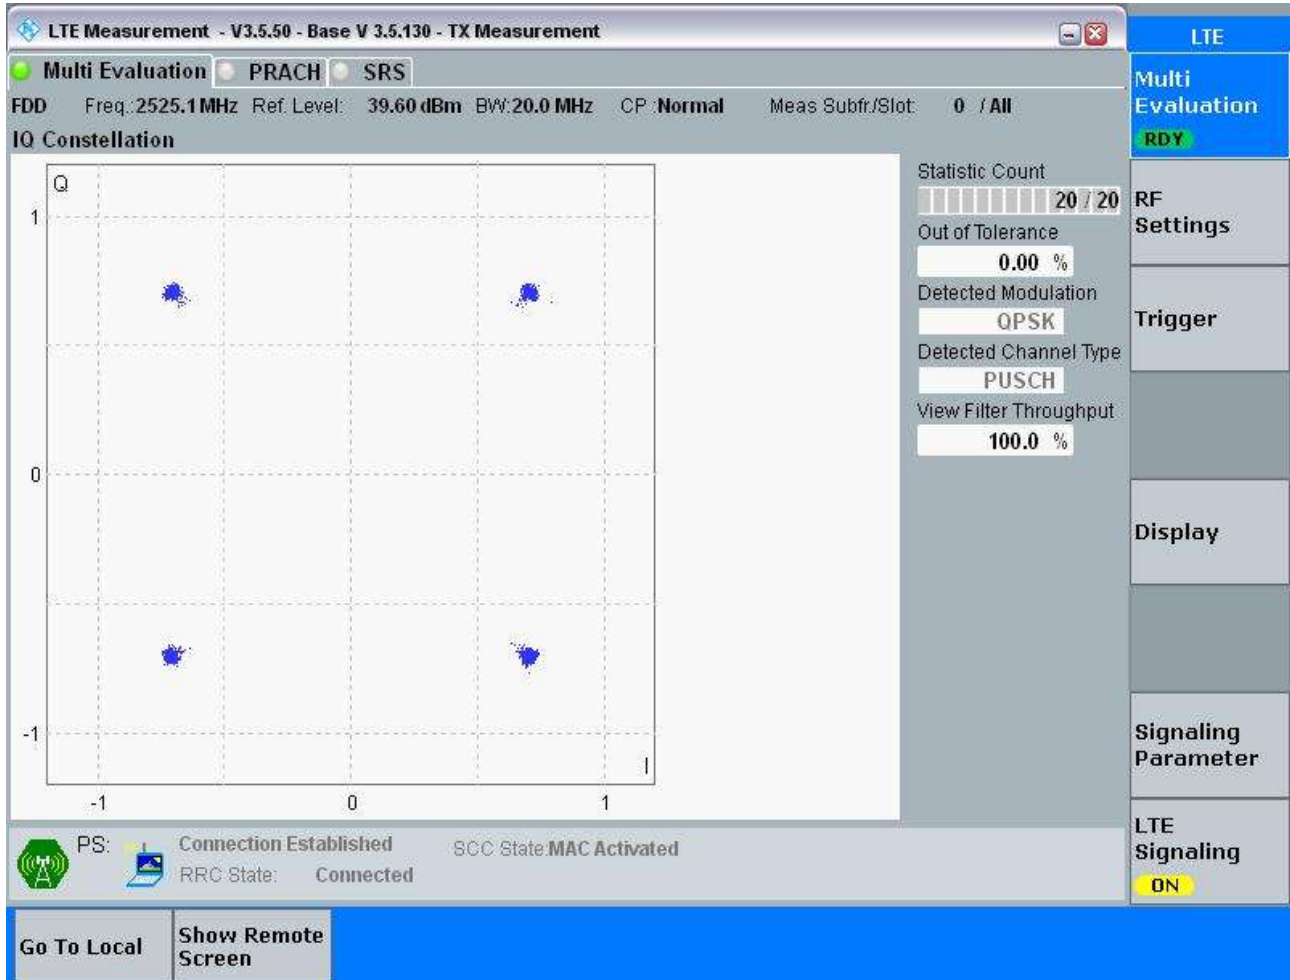 LTE Measurement - V3.5.50 - Base V 3.5.130 - TX Measurement
LTE
Multi Evaluation PRACH SRS
Multi
Evaluation
RDY
FDD Freq.:2525.1 MHz Ref. Level: 39.60 dBm BW:20.0 MHz CP :Normal Meas Subfr./Slot: 0 / All
IQ Constellation
Q
1
0
-1
I
-1 0 1
Statistic Count
20 / 20
Out of Tolerance
0.00 %
Detected Modulation
QPSK
Detected Channel Type
PUSCH
View Filter Throughput
100.0 %
RF
Settings
Trigger
Display
Signaling
Parameter
LTE
Signaling
ON
PS: Connection Established SCC State:MAC Activated
RRC State: Connected
Go To Local
Show Remote
Screen